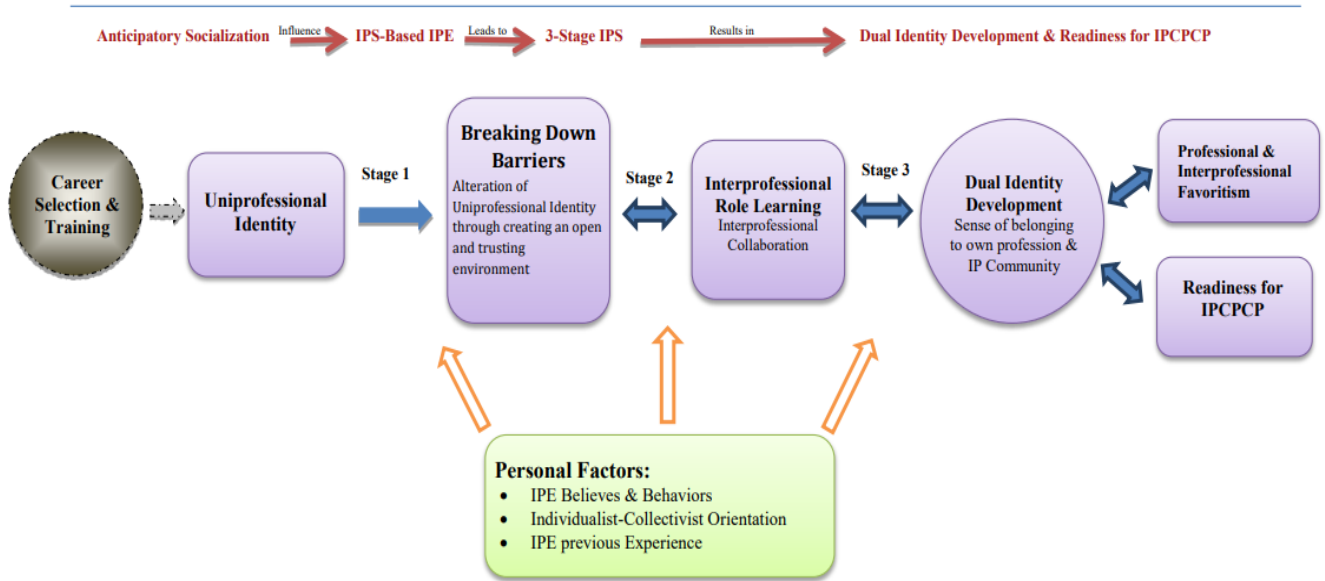 Anticipatory Socialization
Influence
IPS-Based IPE
Leads to
3-Stage IPS
Results in
Dual Identity Development & Readiness for IPCPCP
Career
Selection &
Training
Uniprofessional
Identity
Stage 1
Breaking Down
Barriers
Alteration of
Uniprofessional Identity
through creating an open
and trusting
environment
Stage 2
Interprofessional
Role Learning
Interprofessional
Collaboration
Stage 3
Dual Identity
Development
Sense of belonging
to own profession &
IP Community
Professional &
Interprofessional
Favoritism
Readiness for
IPCPCP
Personal Factors:
• IPE Believes & Behaviors
• Individualist-Collectivist Orientation
• IPE previous Experience